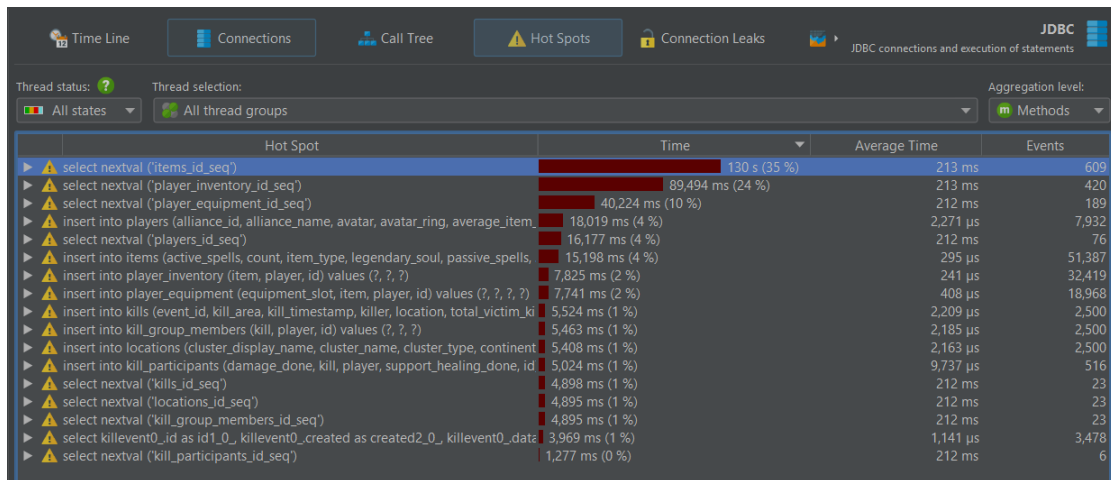 JDBC
Time Line Connections Call Tree Hot Spots Connection Leaks
JDBC connections and execution of statements
Thread status: ? Thread selection: Aggregation level:
All states All thread groups m Methods
Hot Spot Time Average Time Events
select nextval ('items_id_seq') 130 s (35 %) 213 ms 609
select nextval ('player_inventory_id_seq') 89,494 ms (24 %) 213 ms 420
select nextval ('player_equipment_id_seq') 40,224 ms (10 %) 212 ms 189
insert into players (alliance_id, alliance_name, avatar, avatar_ring, average_item_ 18,019 ms (4 %) 2,271 µs 7,932
select nextval ('players_id_seq') 16,177 ms (4 %) 212 ms 76
insert into items (active_spells, count, item_type, legendary_soul, passive_spells, 15,198 ms (4 %) 295 µs 51,387
insert into player_inventory (item, player, id) values (?, ?, ?) 7,825 ms (2 %) 241 µs 32,419
insert into player_equipment (equipment_slot, item, player, id) values (?, ?, ?, ?) 7,741 ms (2 %) 408 µs 18,968
insert into kills (event_id, kill_area, kill_timestamp, killer, location, total_victim_ki 5,524 ms (1 %) 2,209 µs 2,500
insert into kill_group_members (kill, player, id) values (?, ?, ?) 5,463 ms (1 %) 2,185 µs 2,500
insert into locations (cluster_display_name, cluster_name, cluster_type, continent 5,408 ms (1 %) 2,163 µs 2,500
insert into kill_participants (damage_done, kill, player, support_healing_done, id 5,024 ms (1 %) 9,737 µs 516
select nextval ('kills_id_seq') 4,898 ms (1 %) 212 ms 23
select nextval ('locations_id_seq') 4,895 ms (1 %) 212 ms 23
select nextval ('kill_group_members_id_seq') 4,895 ms (1 %) 212 ms 23
select killevent0_.id as id1_0_, killevent0_.created as created2_0_, killevent0_.data 3,969 ms (1 %) 1,141 µs 3,478
select nextval ('kill_participants_id_seq') 1,277 ms (0 %) 212 ms 6